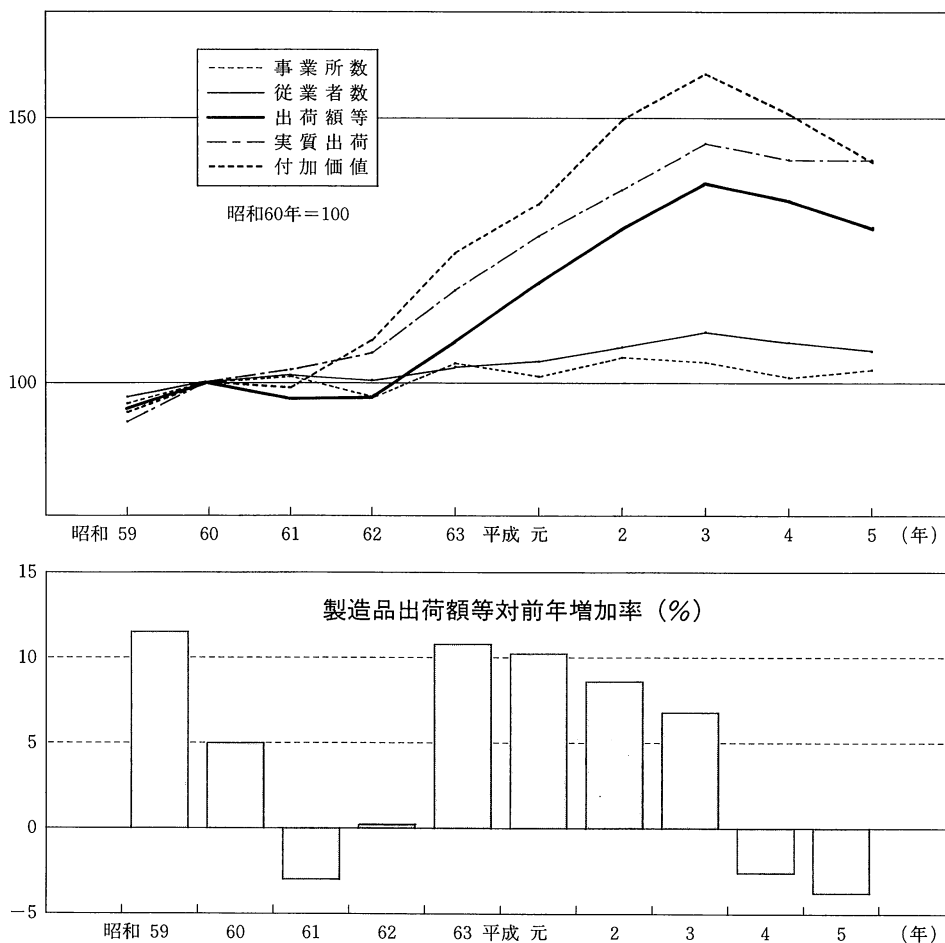 事業所数
従業者数
出荷額等
実質出荷
付加価値
昭和60年=100
150
100
昭和 59 60 61 62 63 平成 元 2 3 4 5 (年)
製造品出荷額等対前年増加率(%)
15
10
5
0
-5
昭和 59 60 61 62 63 平成 元 2 3 4 5 (年)